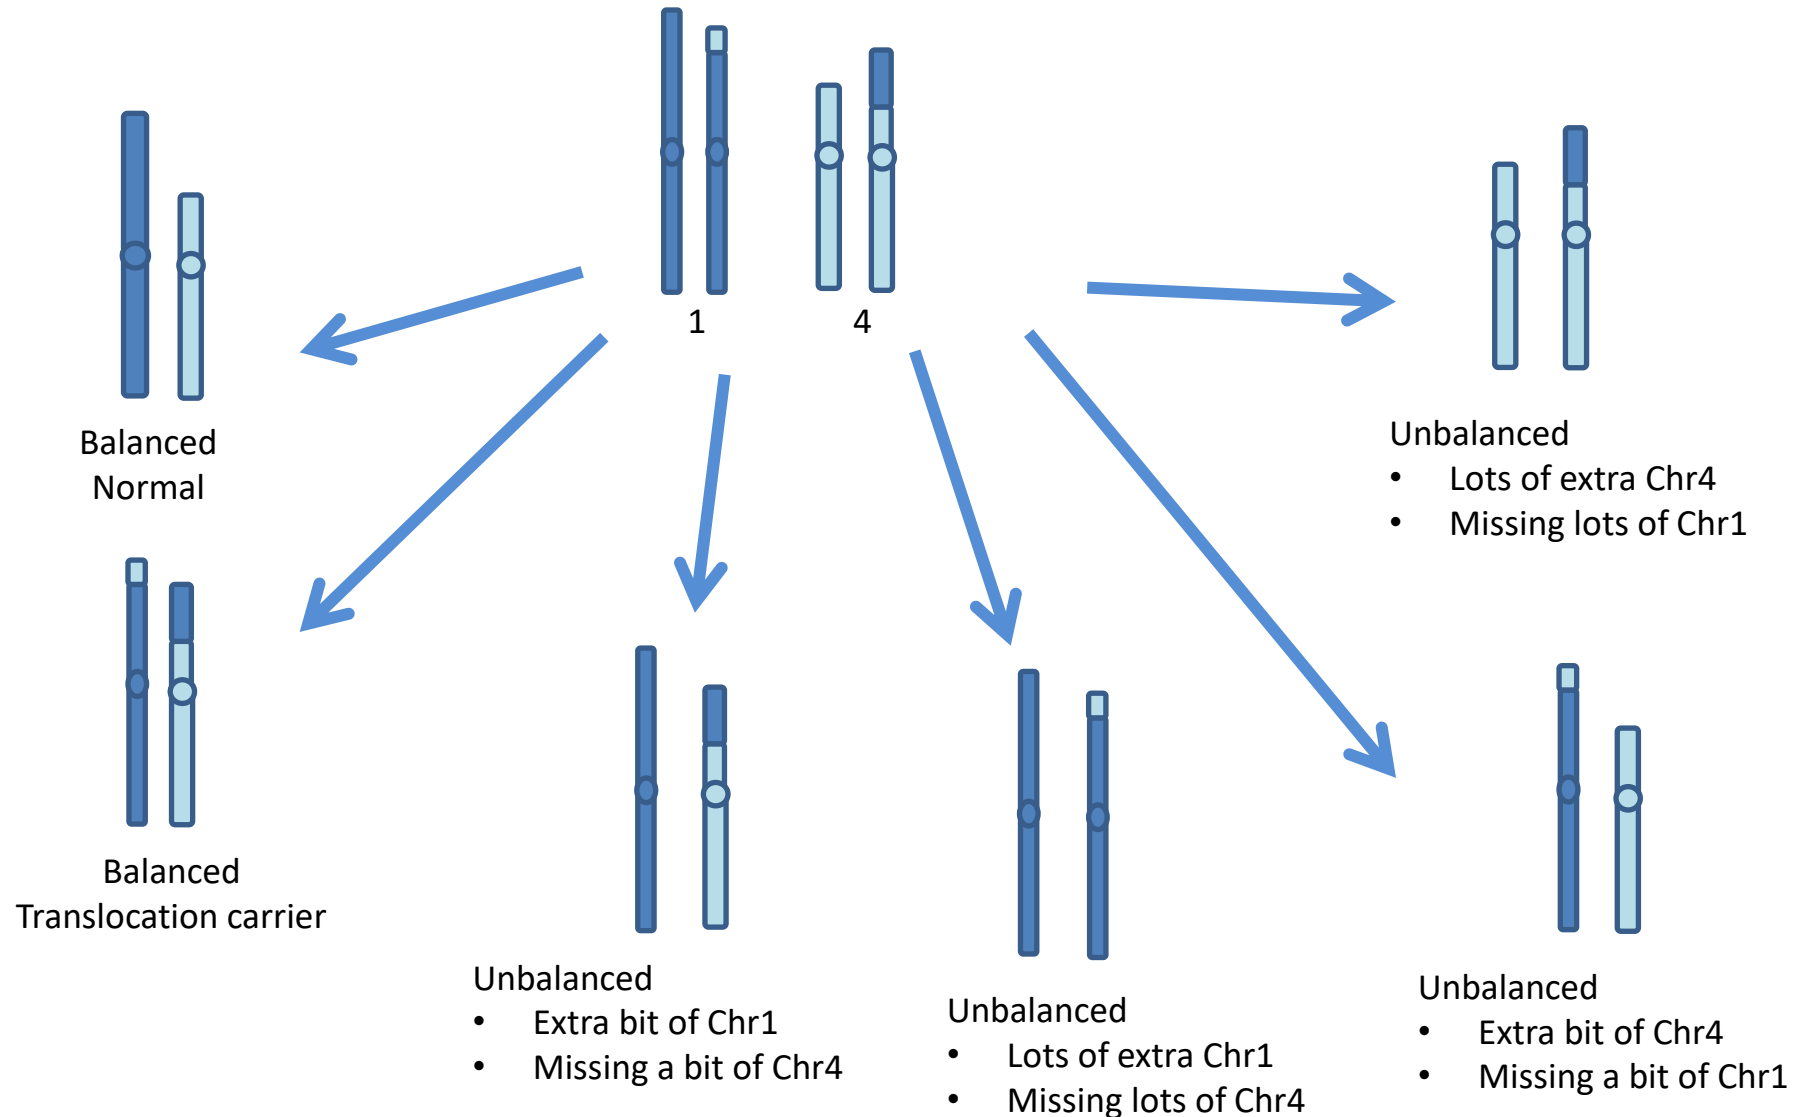 1
4
Balanced
Normal
Unbalanced
• Lots of extra Chr4
• Missing lots of Chr1
Balanced
Translocation carrier
Unbalanced
• Extra bit of Chr1
• Missing a bit of Chr4
Unbalanced
• Lots of extra Chr1
• Missing lots of Chr4
Unbalanced
• Extra bit of Chr4
• Missing a bit of Chr1